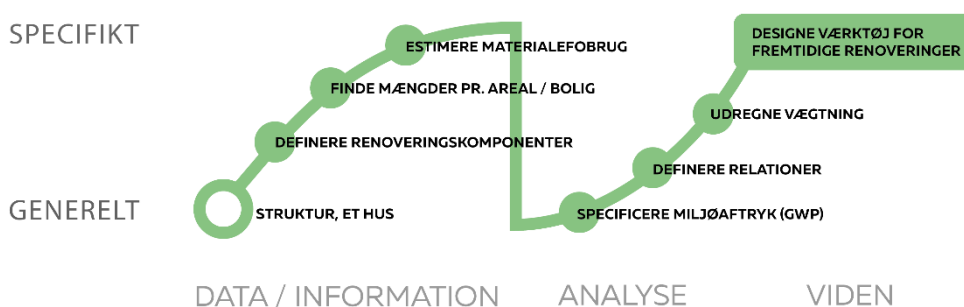 SPECIFIKT
ESTIMERE MATERIALEFOBRUG
DESIGNE VÆRKTØJ FOR
FREMTIDIGE RENOVERINGER
FINDE MÆNGDER PR. AREAL / BOLIG
UDREGNE VÆGTNING
DEFINERE RENOVERINGSKOMPONENTER
DEFINERE RELATIONER
GENERELT
STRUKTUR, ET HUS
SPECIFICERE MILJØAFTRYK (GWP)
DATA / INFORMATION
ANALYSE
VIDEN